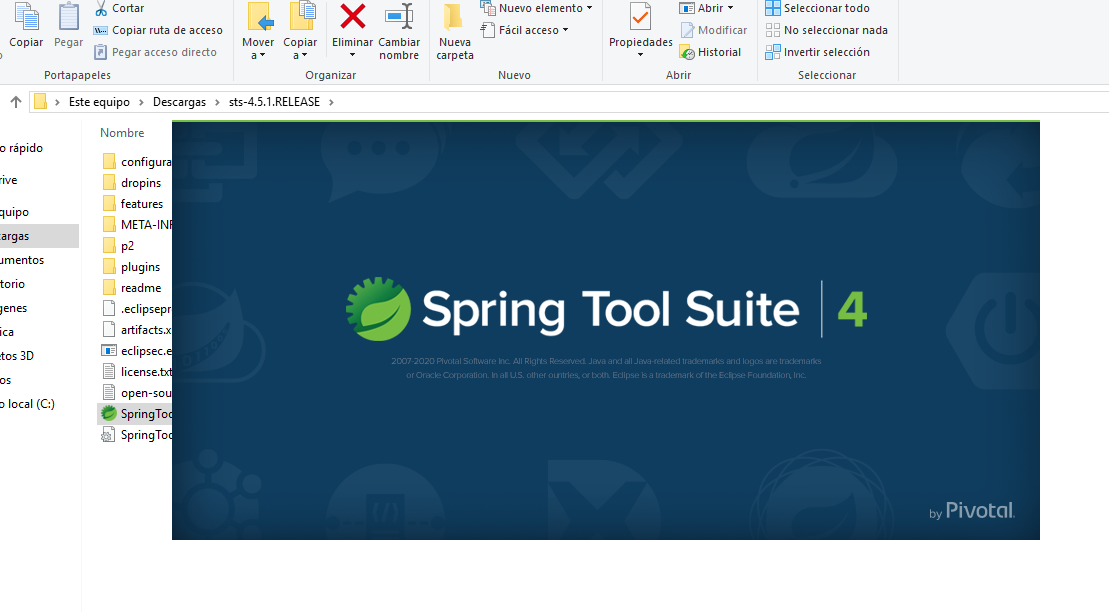 Copiar
Pegar
Cortar
Copiar ruta de acceso
Pegar acceso directo
Portapapeles
Mover a
Copiar a
Eliminar
Cambiar nombre
Organizar
Nueva carpeta
Nuevo elemento
Fácil acceso
Nuevo
Propiedades
Abrir
Modificar
Historial
Abrir
Seleccionar todo
No seleccionar nada
Invertir selección
Seleccionar
Este equipo > Descargas > sts-4.5.1.RELEASE >
o rápido
rive
quipo
cargas
umentos
torio
genes
ica
etos 3D
os
o local (C:)
Nombre
configura
dropins
features
META-INF
p2
plugins
readme
.eclipsepr
artifacts.x
eclipsec.e
license.txt
open-sou
SpringToo
SpringToo
Spring Tool Suite 4
2007-2020 Pivotal Software Inc. All Rights Reserved. Java and all Java-related trademarks and logos are trademarks
or Oracle Corporation. In all U.S. other ountries, or both. Eclipse is a trademark of the Eclipse Foundation, Inc.
by Pivotal.